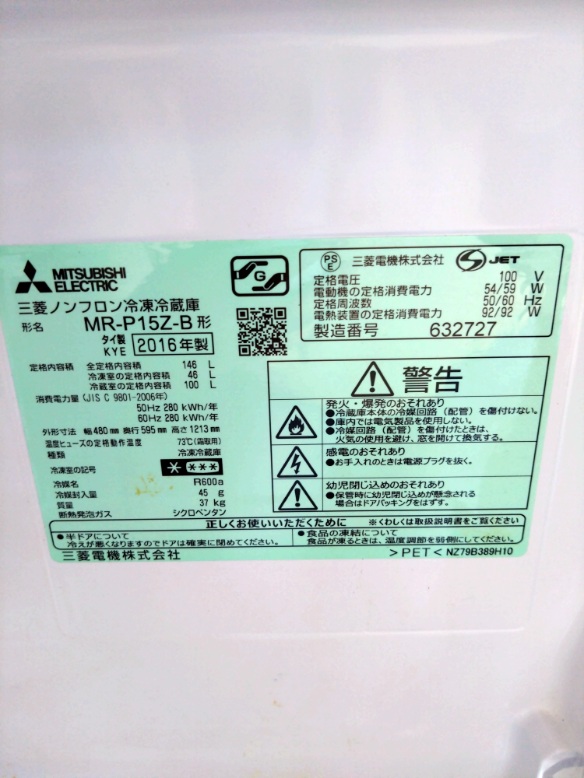 MITSUBISHI
ELECTRIC
G
三菱ノンフロン冷凍冷蔵庫
形名 MR-P15Z-B 形
タイ製
KYE 2016年製
定格内容積 全定格内容積 146 L
冷凍室の定格内容積 46 L
冷蔵室の定格内容積 100 L
消費電力量 (JIS C 9801-2006年)
50Hz 280 kWh/年
60Hz 280 kWh/年
外形寸法 幅480mm 奥行595mm 高さ1213mm
温度ヒューズの定格動作温度 73℃(霜取用)
種類 冷凍冷蔵庫
冷凍室の記号 * ***
冷媒名 R600a
冷媒封入量 45 g
質量 37 kg
断熱発泡ガス シクロペンタン
PS
E 三菱電機株式会社 JET
定格電圧 100 V
電動機の定格消費電力 54/59 W
定格周波数 50/60 Hz
電熱装置の定格消費電力 92/92 W
製造番号 632727
警告
発火・爆発のおそれあり
●冷蔵庫本体の冷媒回路(配管)を傷付けない。
●庫内では電気製品を使用しない。
●冷媒回路(配管)を傷付けたときは、
火気の使用を避け、窓を開けて換気する。
感電のおそれあり
●お手入れのときは電源プラグを抜く。
幼児閉じ込めのおそれあり
●保管時に幼児閉じ込めが懸念される
場合はドアパッキングをはずす。
正しくお使いいただくために ※くわしくは取扱説明書をご覧ください
●半ドアについて
冷えが悪くなりますのでドアは確実に閉めてください。
●食品の凍結について
食品が凍るときは、温度調節を弱側にしてください。
三菱電機株式会社 >PET< NZ79B389H10